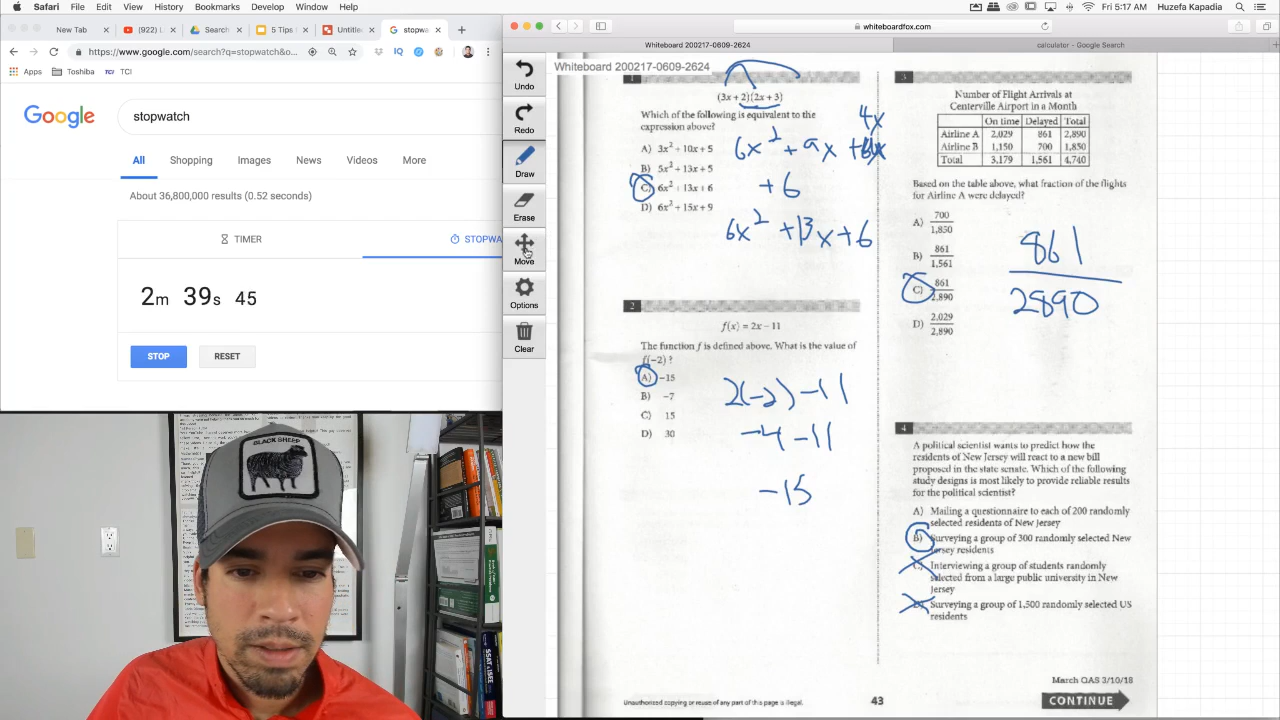 Safari File Edit View History Bookmarks Develop Window Help
Fri 5:17 AM Huzefa Kapadia
New Tab
(922)
Search
5 Tips
Untitle
stopwa
https://www.google.com/search?q=stopwatch&o...
Apps Toshiba TCI TCI
Google
stopwatch
All Shopping Images News More
About 36,800,000 results (0.52 seconds)
TIMER
STOPWA
2m 39s 45
STOP RESET
BLACK SHEEP
SSAT & ISEE
whiteboardfox.com
Whiteboard 200217-0609-2624
calculator - Google Search
Whiteboard 200217-0609-2624
Undo
Redo
Draw
Erase
Move
Options
Clear
1
(3x + 2)(2x + 3)
Which of the following is equivalent to the
expression above?
A) 3x² + 10x + 5
B) 5x² + 13x + 5
C) 6x² + 13x + 6
D) 6x² + 15x + 9
6x² + 9x + 4x
+ 6
6x² + 13x + 6
2
f(x) = 2x − 11
The function f is defined above. What is the value of
f(−2)?
A) −15
B) −7
C) 15
D) 30
2(-2) - 11
-4 - 11
-15
3
Number of Flight Arrivals at
Centerville Airport in a Month
On time Delayed Total
Airline A 2,029 861 2,890
Airline B 1,150 700 1,850
Total 3,179 1,561 4,740
Based on the table above, what fraction of the flights
for Airline A were delayed?
A) 700/1,850
B) 861/1,561
C) 861/2,890
D) 2,029/2,890
861
2890
4
A political scientist wants to predict how the
residents of New Jersey will react to a new bill
proposed in the state senate. Which of the following
study designs is most likely to provide reliable results
for the political scientist?
A) Mailing a questionnaire to each of 200 randomly
selected residents of New Jersey
B) Surveying a group of 300 randomly selected New
Jersey residents
C) Interviewing a group of students randomly
selected from a large public university in New
Jersey
D) Surveying a group of 1,500 randomly selected US
residents
March QAS 3/10/18
Unauthorized copying or reuse of any part of this page is illegal.
43
CONTINUE